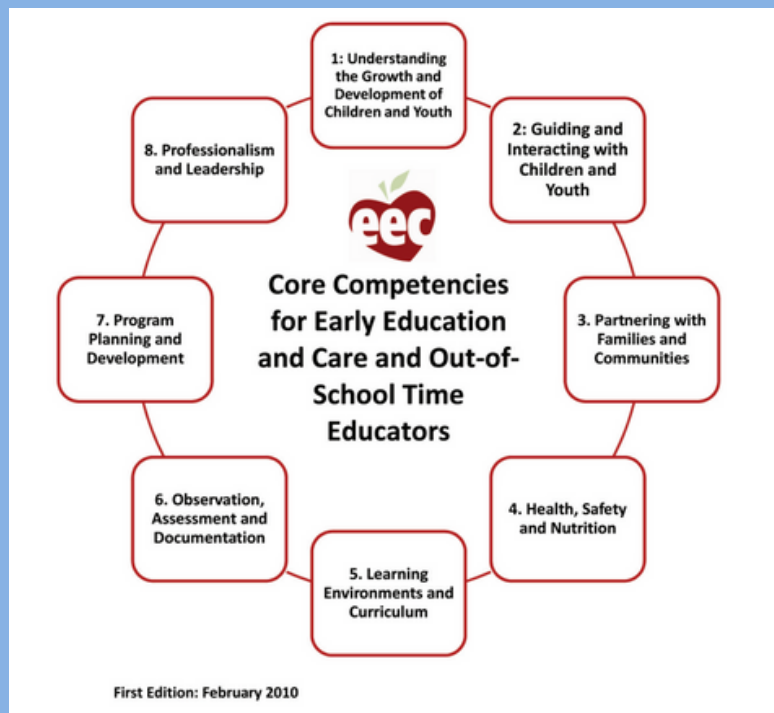 1: Understanding
the Growth and
Development of
Children and Youth
2: Guiding and
Interacting with
Children and
Youth
3. Partnering with
Families and
Communities
4. Health, Safety
and Nutrition
5. Learning
Environments and
Curriculum
6. Observation,
Assessment and
Documentation
7. Program
Planning and
Development
8. Professionalism
and Leadership
eec
Core Competencies
for Early Education
and Care and Out-of-
School Time
Educators
First Edition: February 2010